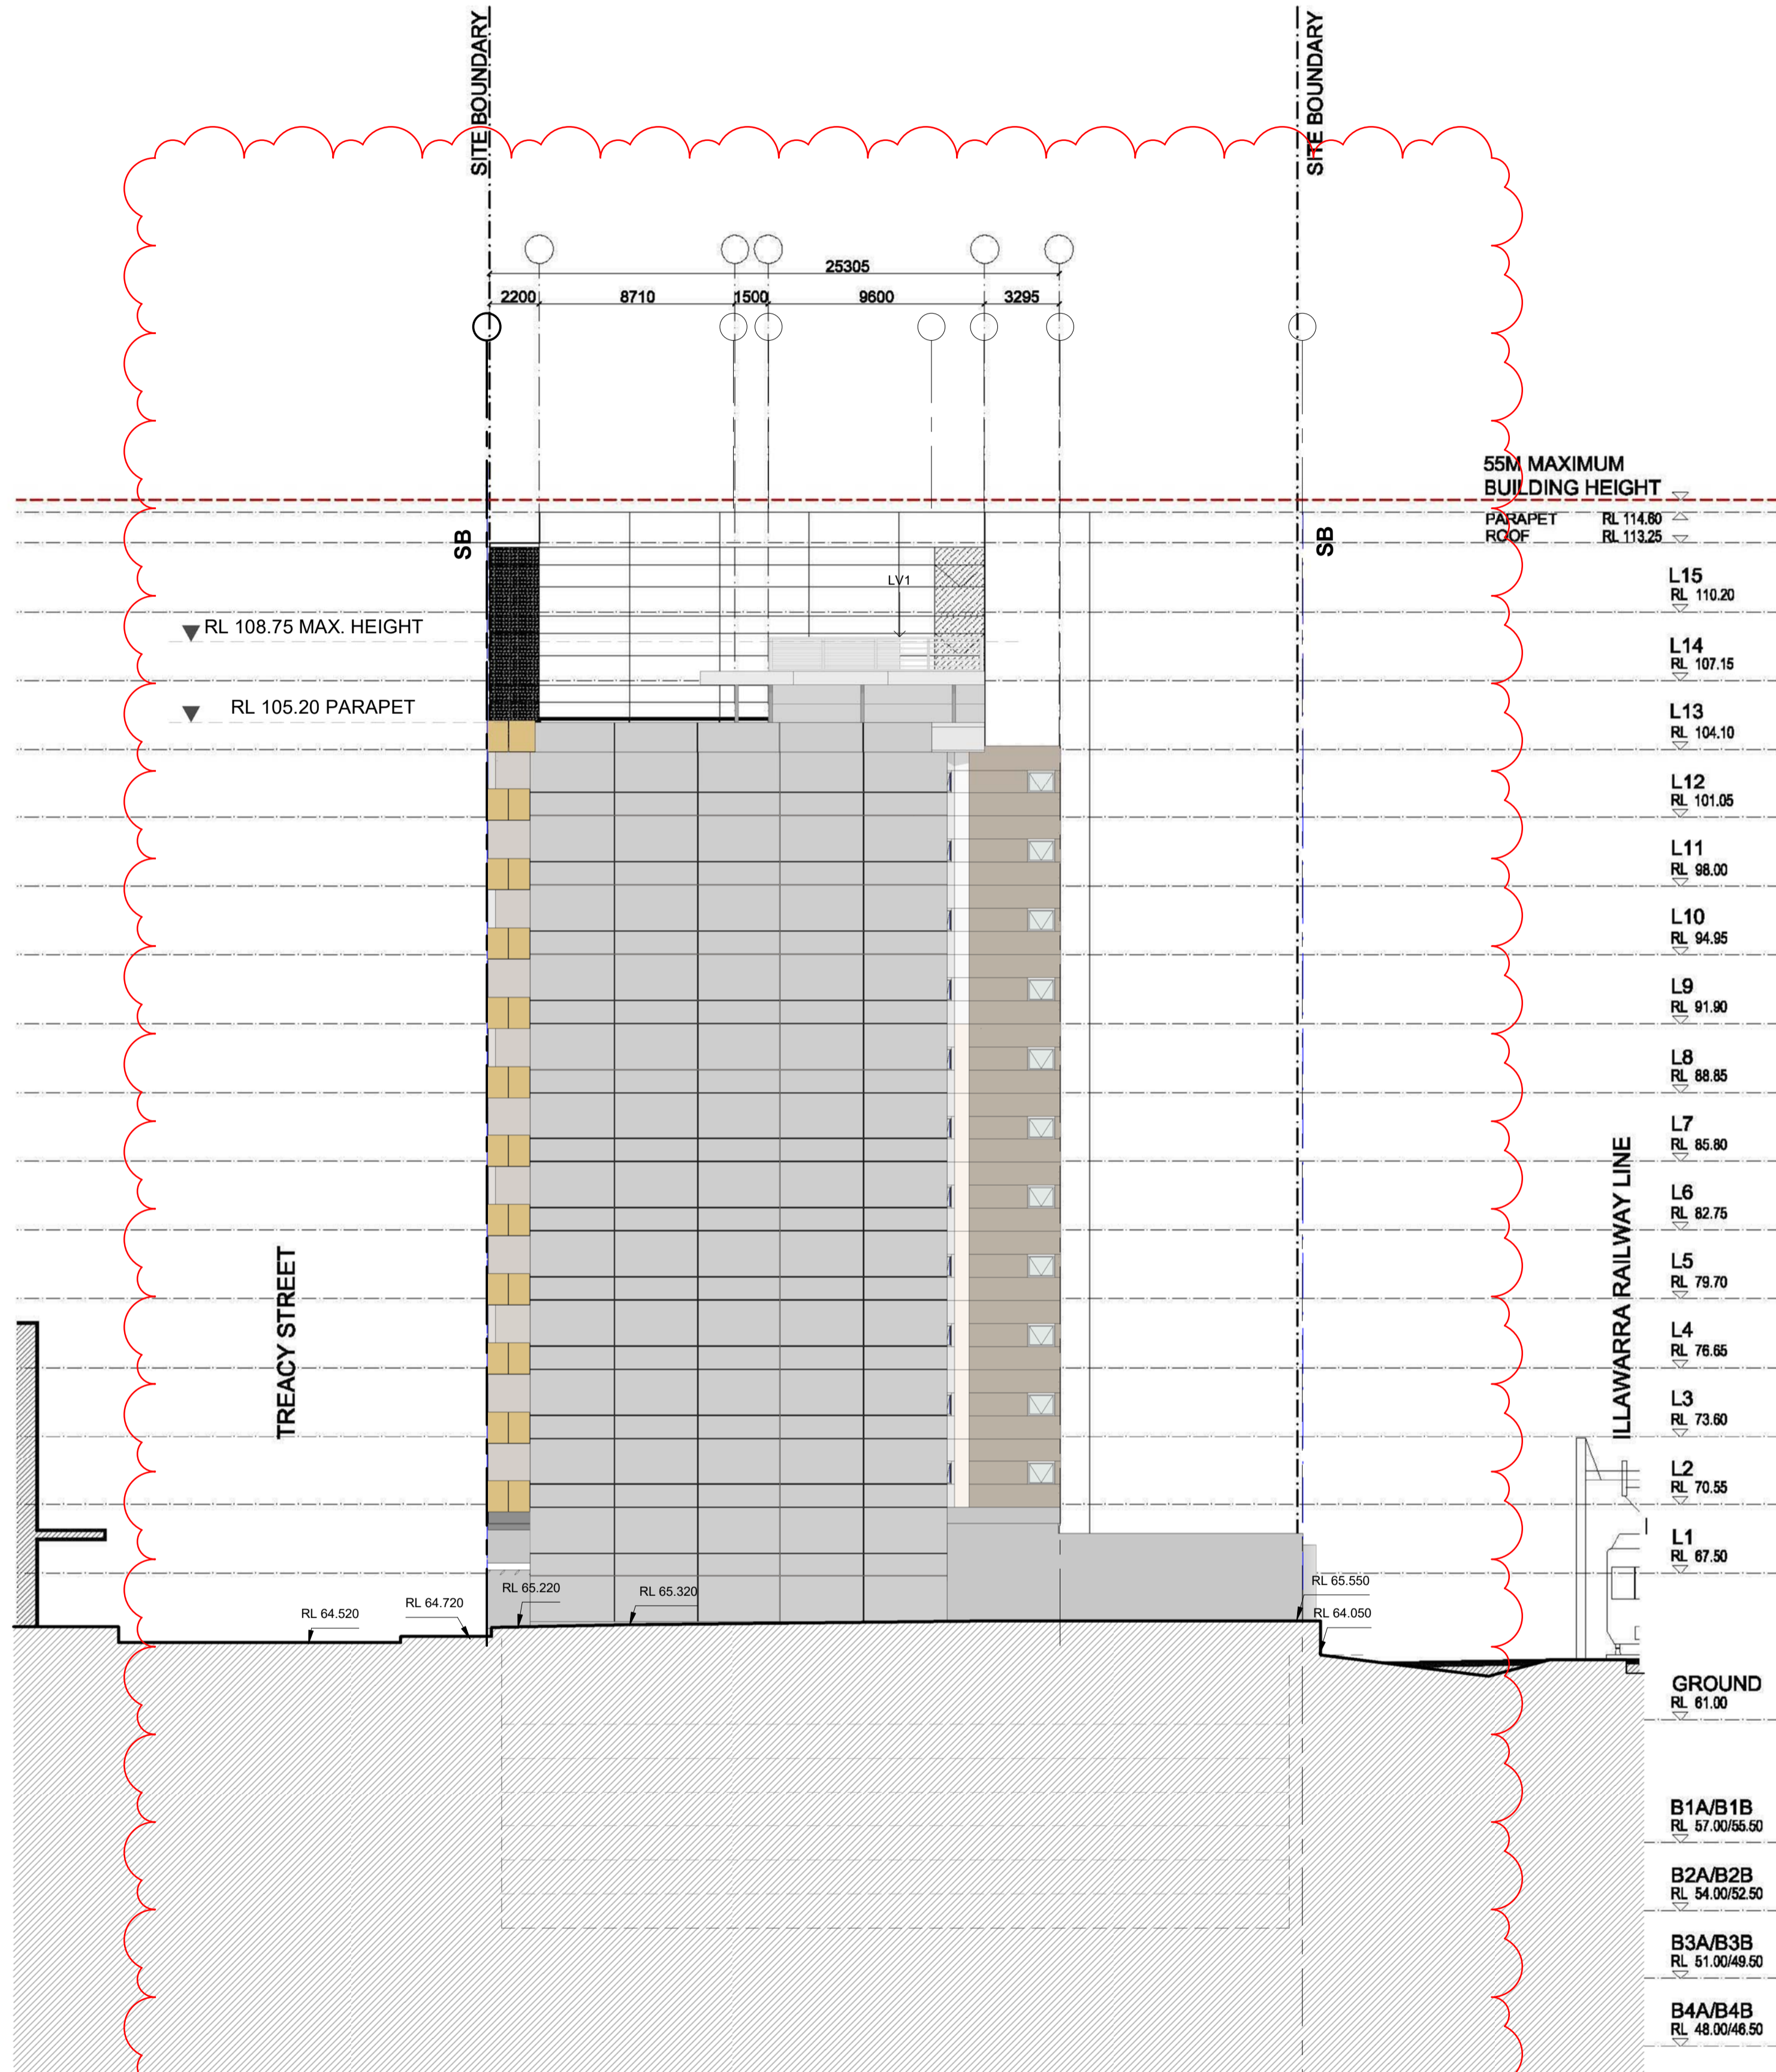 SITE BOUNDARY
SITE BOUNDARY
25305
2200
8710
1500
9600
3295
55M MAXIMUM
BUILDING HEIGHT
PARAPET RL 114.60
ROOF RL 113.25
SB
SB
LV1
L15
RL 110.20
RL 108.75 MAX. HEIGHT
L14
RL 107.15
RL 105.20 PARAPET
L13
RL 104.10
L12
RL 101.05
L11
RL 98.00
L10
RL 94.95
L9
RL 91.90
L8
RL 88.85
L7
RL 85.80
L6
RL 82.75
L5
RL 79.70
L4
RL 76.65
L3
RL 73.60
L2
RL 70.55
L1
RL 67.50
TREACY STREET
ILLAWARRA RAILWAY LINE
RL 64.520
RL 64.720
RL 65.220
RL 65.320
RL 65.550
RL 64.050
GROUND
RL 61.00
B1A/B1B
RL 57.00/55.50
B2A/B2B
RL 54.00/52.50
B3A/B3B
RL 51.00/49.50
B4A/B4B
RL 48.00/46.50